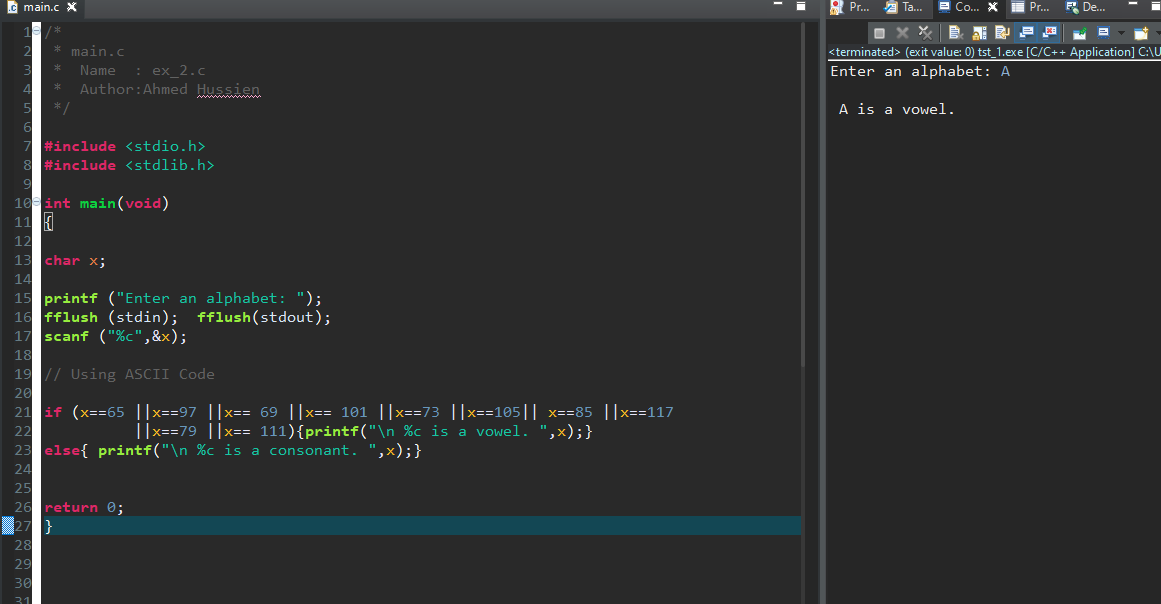 main.c
1 /*
2 * main.c
3 * Name : ex_2.c
4 * Author:Ahmed Hussien
5 */
6
7 #include <stdio.h>
8 #include <stdlib.h>
9
10 int main(void)
11 {
12
13 char x;
14
15 printf ("Enter an alphabet: ");
16 fflush (stdin); fflush(stdout);
17 scanf ("%c",&x);
18
19 // Using ASCII Code
20
21 if (x==65 ||x==97 ||x== 69 ||x== 101 ||x==73 ||x==105|| x==85 ||x==117
22 ||x==79 ||x== 111){printf("\n %c is a vowel. ",x);}
23 else{ printf("\n %c is a consonant. ",x);}
24
25
26 return 0;
27 }
28
29
30
31
Pr... Ta... Co... Pr... De...
<terminated> (exit value: 0) tst_1.exe [C/C++ Application] C:\U
Enter an alphabet: A
A is a vowel.